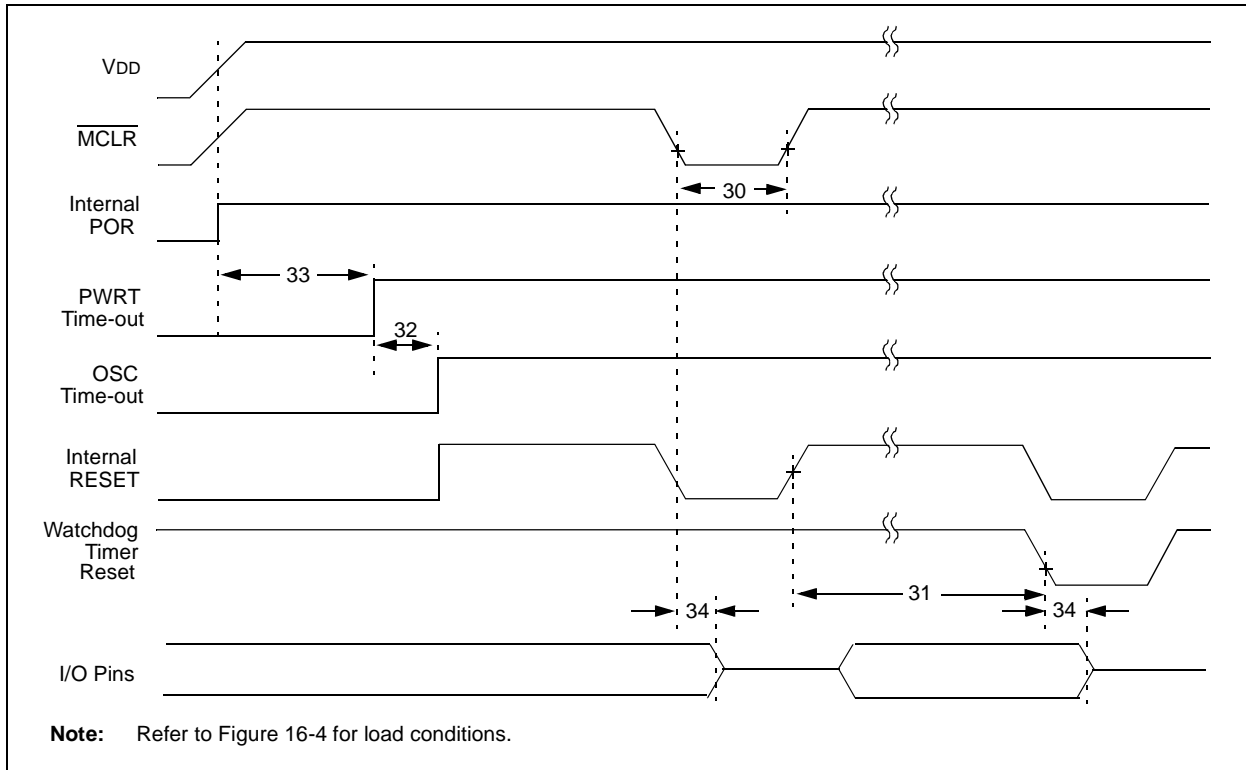 VDD
MCLR
30
Internal
POR
33
PWRT
Time-out
32
OSC
Time-out
Internal
RESET
Watchdog
Timer
Reset
31
34
34
I/O Pins
Note: Refer to Figure 16-4 for load conditions.